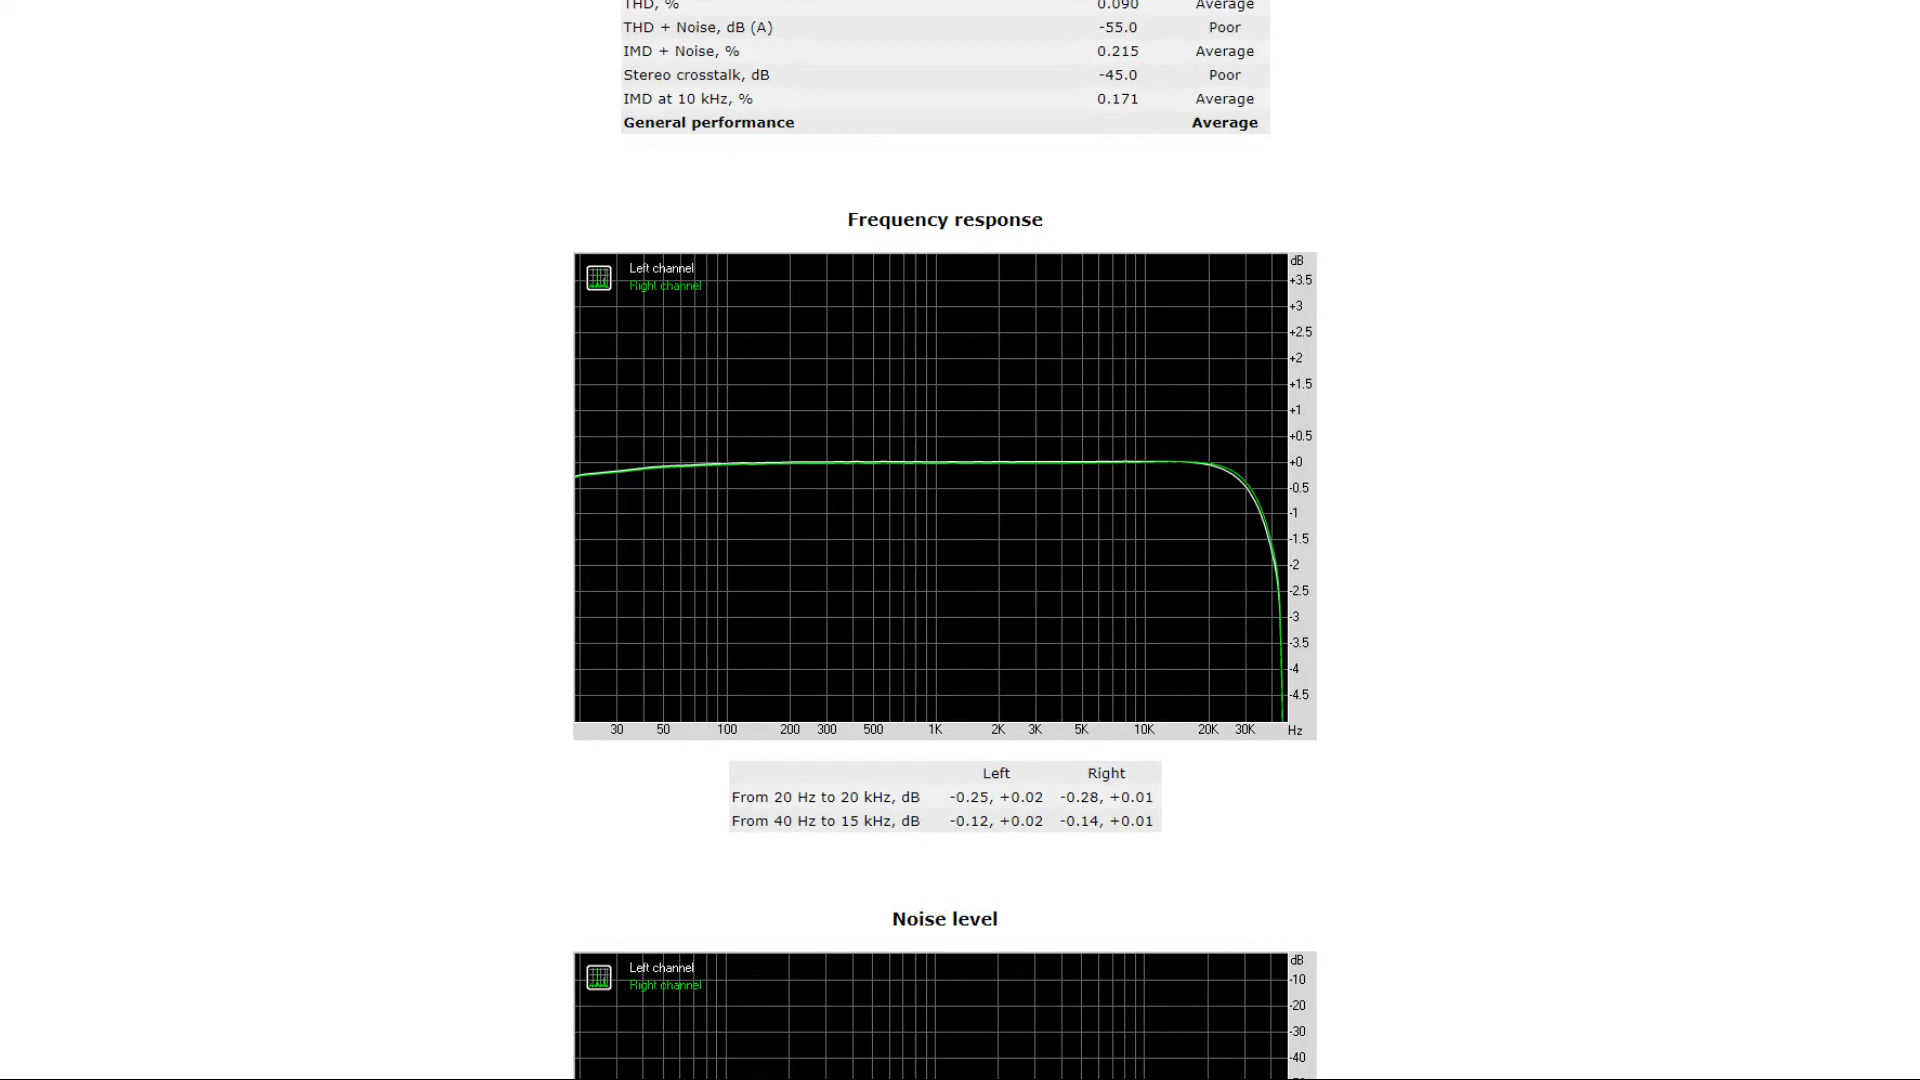 THD, % 0.090 Average
THD + Noise, dB (A) -55.0 Poor
IMD + Noise, % 0.215 Average
Stereo crosstalk, dB -45.0 Poor
IMD at 10 kHz, % 0.171 Average
General performance Average
Frequency response
Left channel
Right channel
dB
+3.5
+3
+2.5
+2
+1.5
+1
+0.5
+0
-0.5
-1
-1.5
-2
-2.5
-3
-3.5
-4
-4.5
30 50 100 200 300 500 1K 2K 3K 5K 10K 20K 30K Hz
Left Right
From 20 Hz to 20 kHz, dB -0.25, +0.02 -0.28, +0.01
From 40 Hz to 15 kHz, dB -0.12, +0.02 -0.14, +0.01
Noise level
Left channel
Right channel
dB
-10
-20
-30
-40